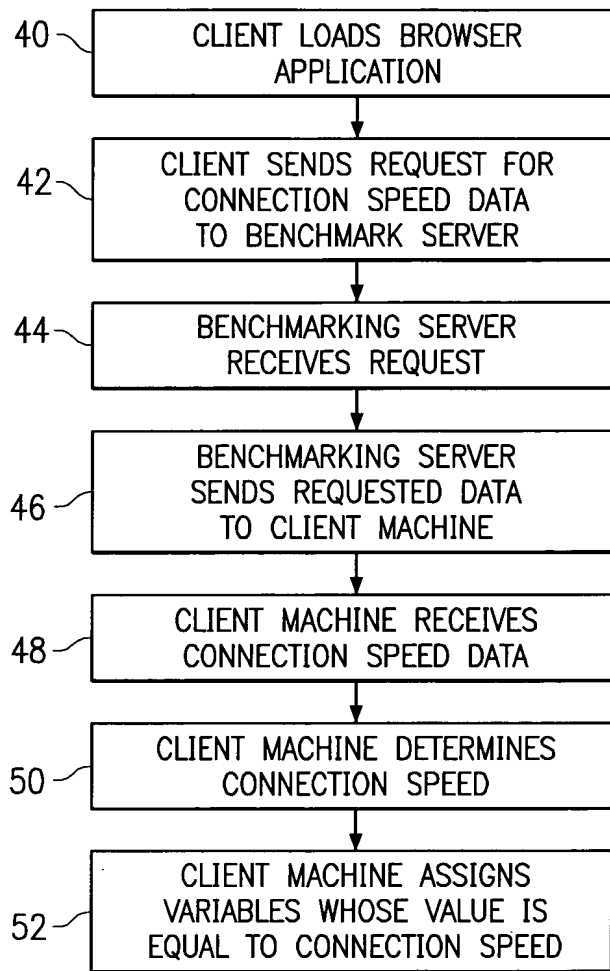 40
CLIENT LOADS BROWSER
APPLICATION
42
CLIENT SENDS REQUEST FOR
CONNECTION SPEED DATA
TO BENCHMARK SERVER
44
BENCHMARKING SERVER
RECEIVES REQUEST
46
BENCHMARKING SERVER
SENDS REQUESTED DATA
TO CLIENT MACHINE
48
CLIENT MACHINE RECEIVES
CONNECTION SPEED DATA
50
CLIENT MACHINE DETERMINES
CONNECTION SPEED
52
CLIENT MACHINE ASSIGNS
VARIABLES WHOSE VALUE IS
EQUAL TO CONNECTION SPEED